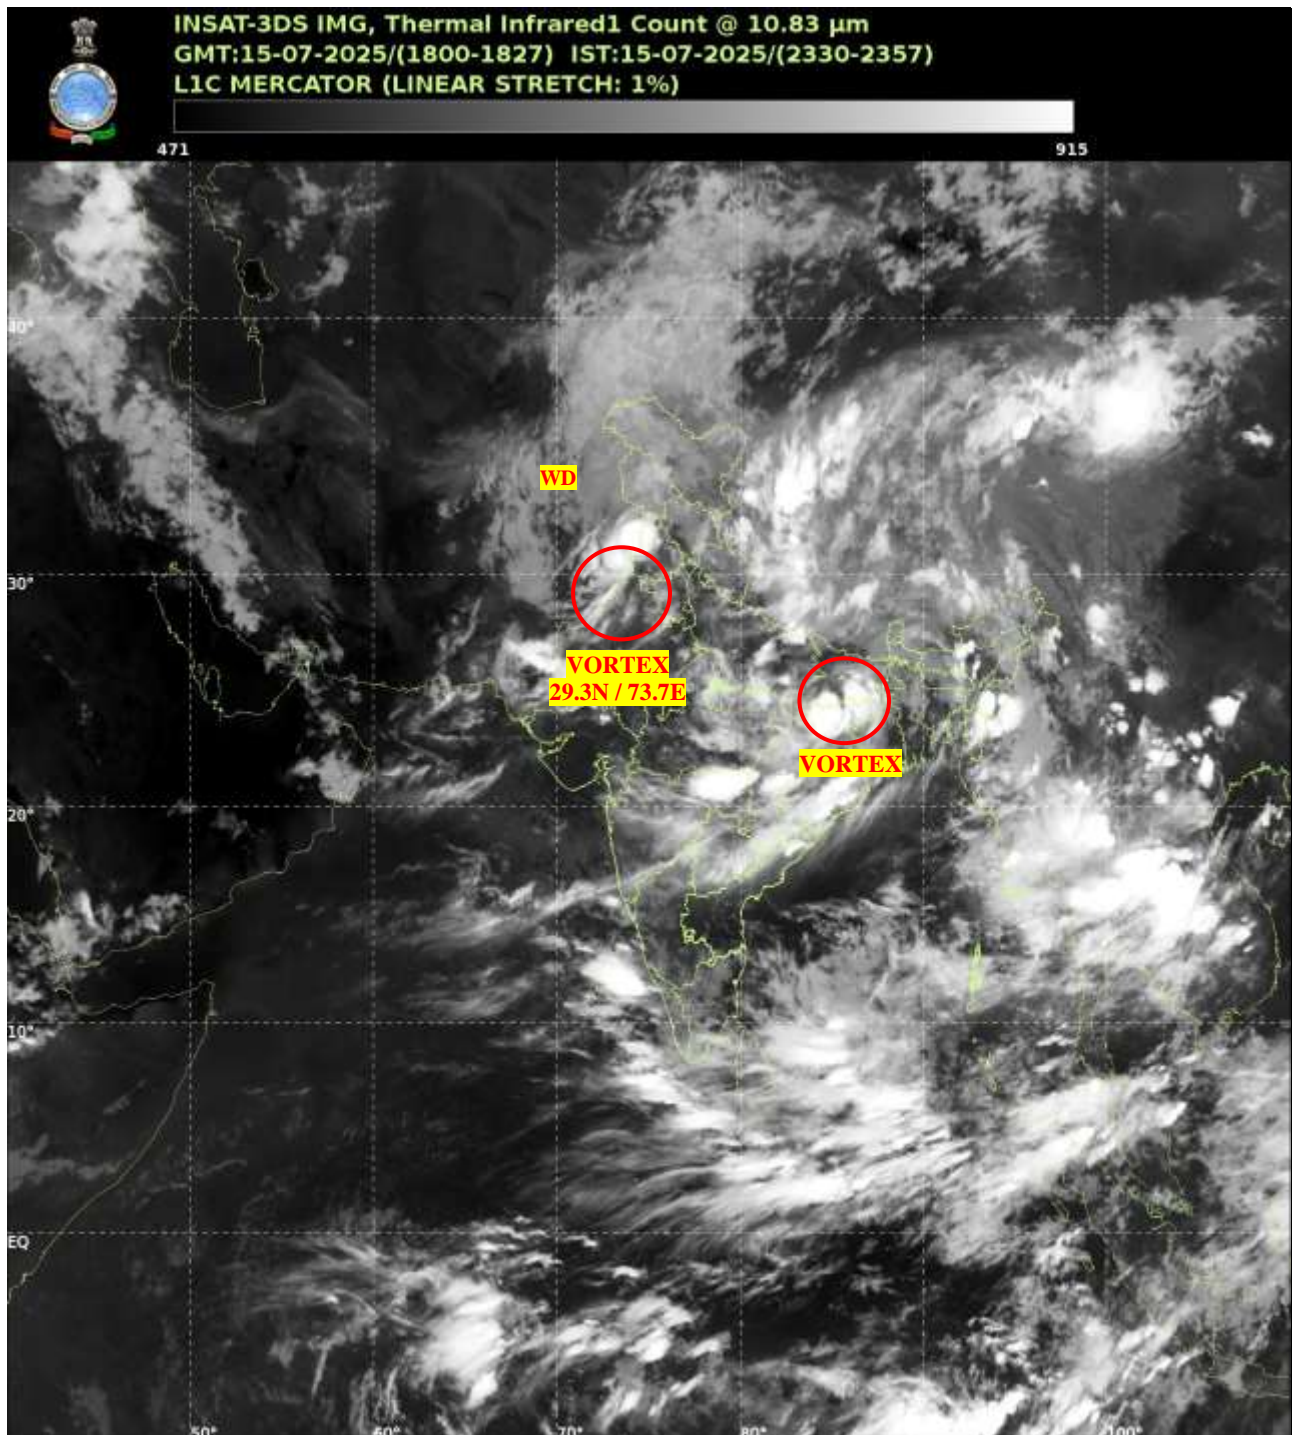 INSAT-3DS IMG, Thermal Infrared1 Count @ 10.83 µm
GMT:15-07-2025/(1800-1827) IST:15-07-2025/(2330-2357)
L1C MERCATOR (LINEAR STRETCH: 1%)
471 915
40°
WD
30°
VORTEX
29.3N / 73.7E
VORTEX
20°
10°
EQ
50° 60° 70° 80° 100°